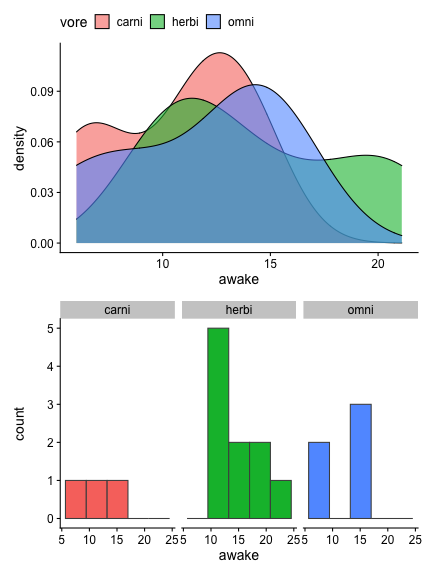 vore carni herbi omni
0.09
0.06
0.03
0.00
density
10 15 20
awake
carni herbi omni
5
4
3
2
1
0
count
5 10 15 20 25 5 10 15 20 25 5 10 15 20 25
awake